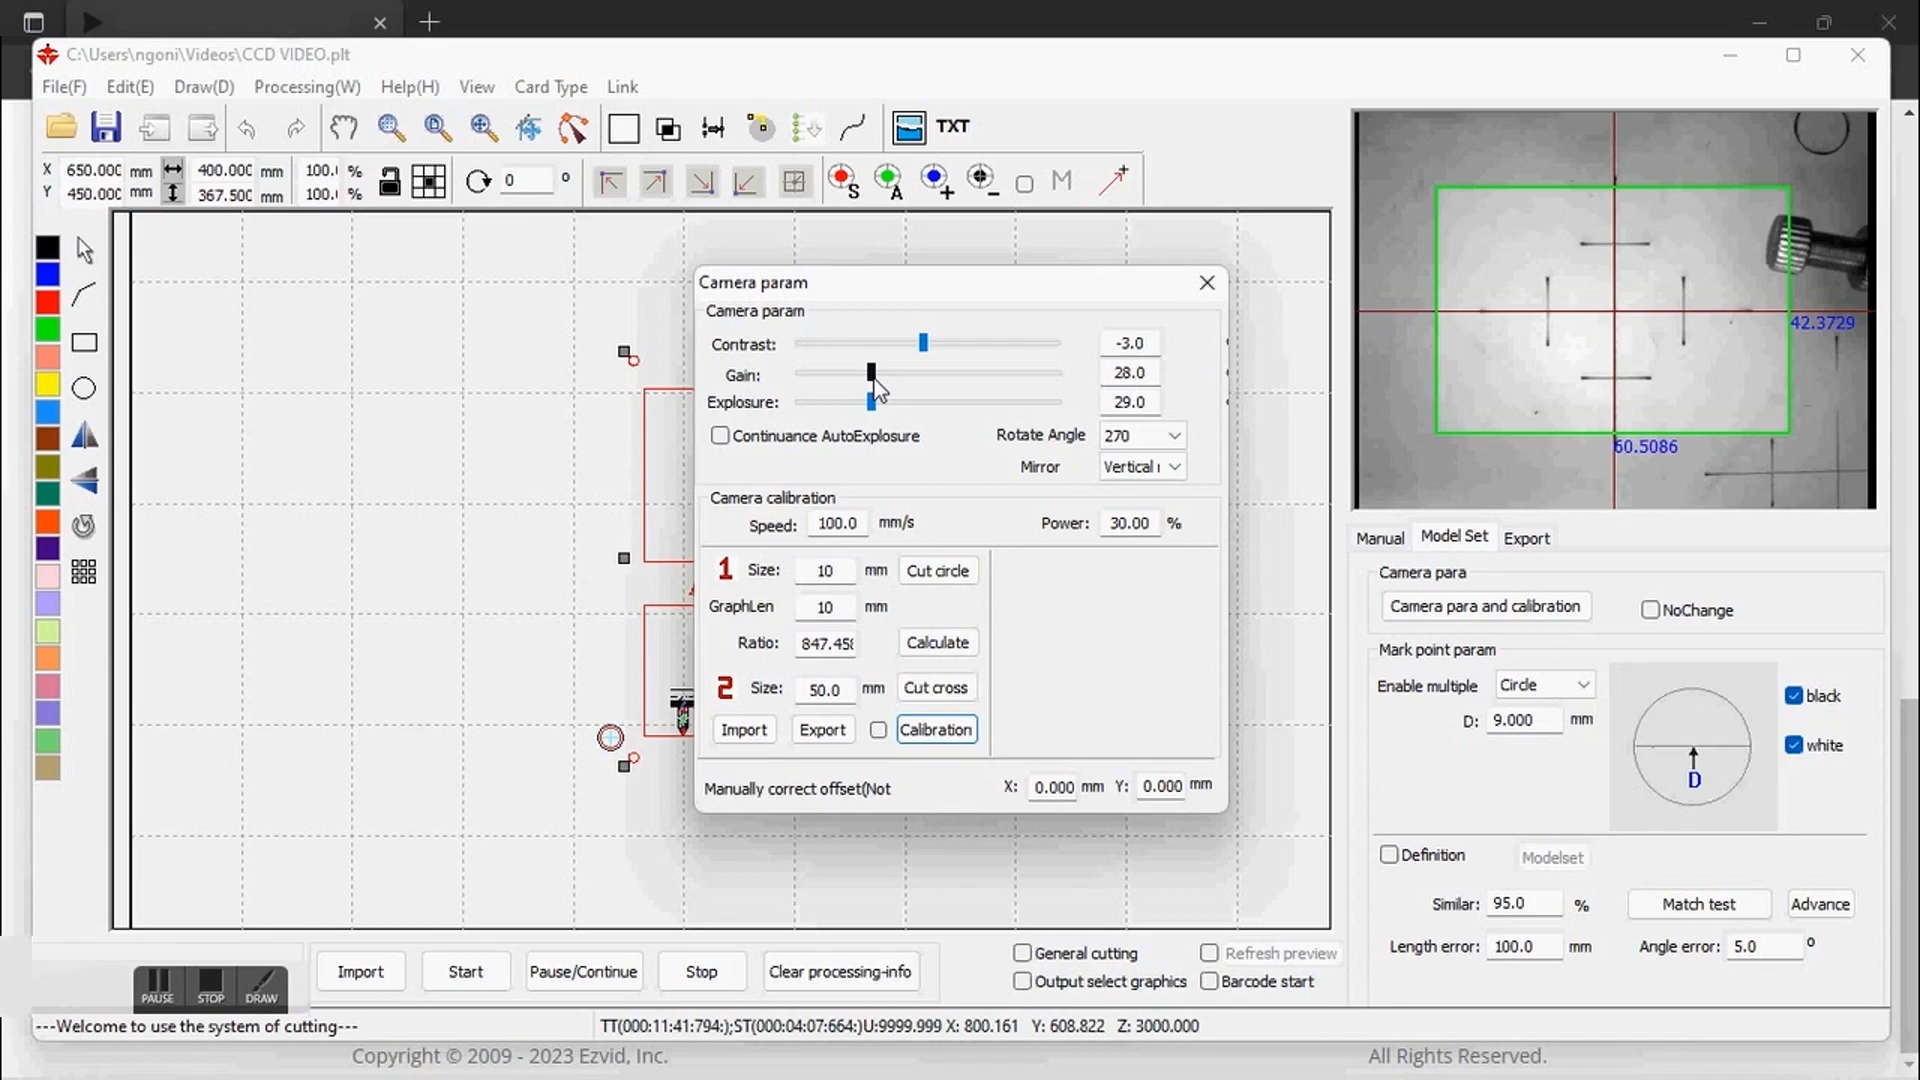 C:\Users\ngoni\Videos\CCD VIDEO.plt
File(F) Edit(E) Draw(D) Processing(W) Help(H) View Card Type Link
TXT
X 650.000 mm 400.000 mm 100. % 0 ° S A + - M
Y 450.000 mm 367.500 mm 100. %
42.3729
60.5086
Camera param
Camera param
Contrast: -3.0
Gain: 28.0
Explosure: 29.0
Continuance AutoExplosure Rotate Angle 270
Mirror Vertical
Camera calibration
Speed: 100.0 mm/s Power: 30.00 %
1 Size: 10 mm Cut circle
GraphLen 10 mm
Ratio: 847.45 Calculate
2 Size: 50.0 mm Cut cross
Import Export Calibration
Manually correct offset(Not X: 0.000 mm Y: 0.000 mm
Manual Model Set Export
Camera para
Camera para and calibration NoChange
Mark point param
Enable multiple Circle black
D: 9.000 mm
white
D
Definition Modelset
Similar: 95.0 % Match test Advance
Length error: 100.0 mm Angle error: 5.0 °
Import Start Pause/Continue Stop Clear processing-info
General cutting Refresh preview
Output select graphics Barcode start
PAUSE STOP DRAW
---Welcome to use the system of cutting--- TT(000:11:41:794:);ST(000:04:07:664:)U:9999.999 X: 800.161 Y: 608.822 Z: 3000.000
Copyright © 2009 - 2023 Ezvid, Inc. All Rights Reserved.